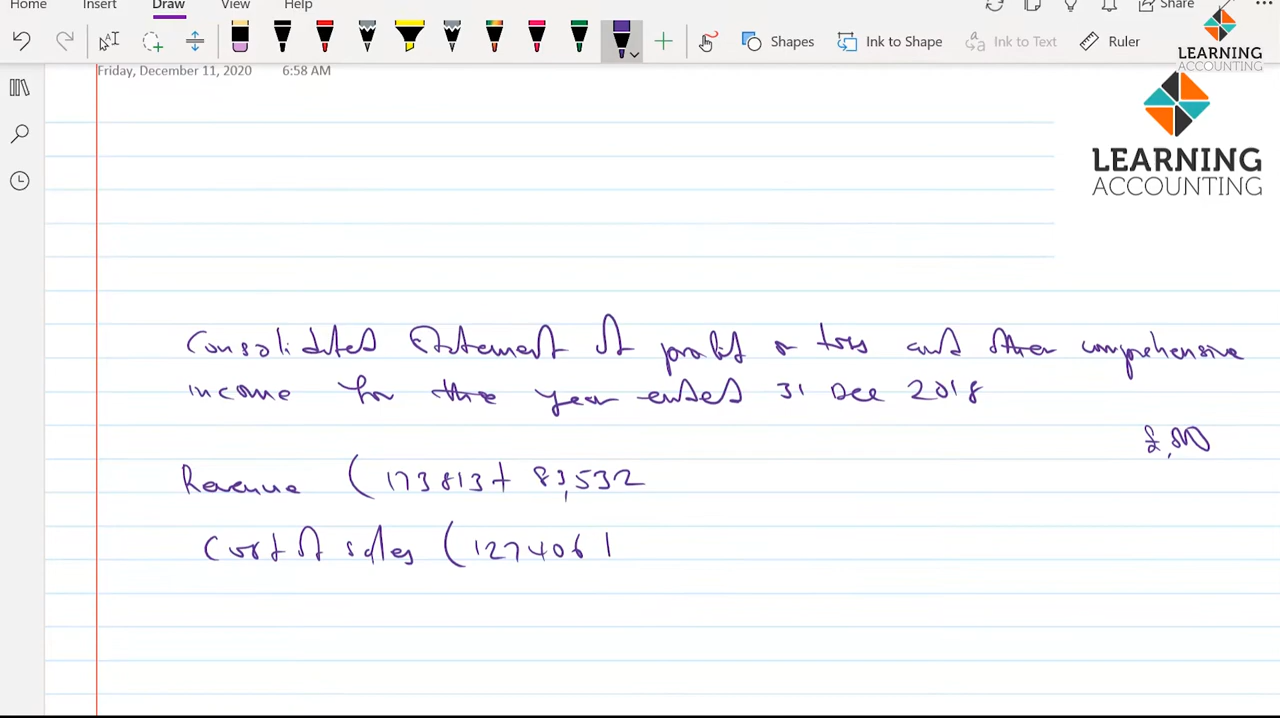 Home Insert Draw View Help Share
Shapes Ink to Shape Ink to Text Ruler
LEARNING
ACCOUNTING
Friday, December 11, 2020 6:58 AM
LEARNING
ACCOUNTING
Consolidated Statement of profit or loss and other comprehensive
income for the year ended 31 Dec 2018
Revenue (173813+ 83,532
Cost of sales (127406